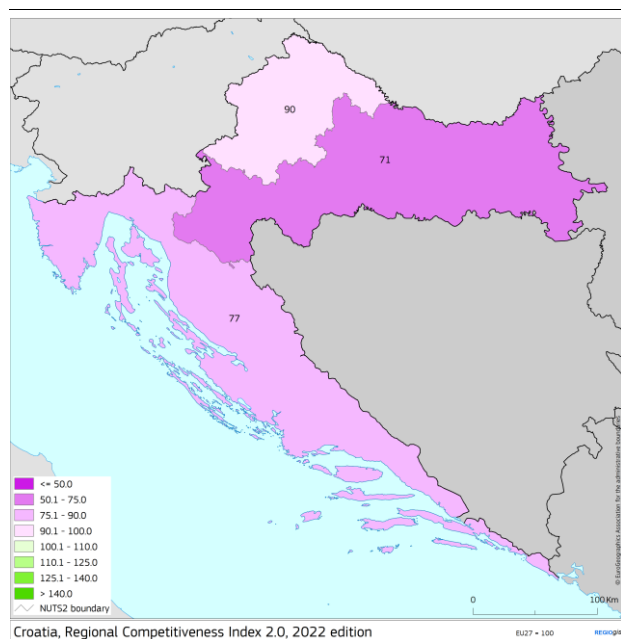 90
71
77
<= 50.0
50.1 - 75.0
75.1 - 90.0
90.1 - 100.0
100.1 - 110.0
110.1 - 125.0
125.1 - 140.0
> 140.0
NUTS2 boundary
© EuroGeographics Association for the administrative boundaries
0 100 Km
Croatia, Regional Competitiveness Index 2.0, 2022 edition
EU27 = 100
REGIOgis